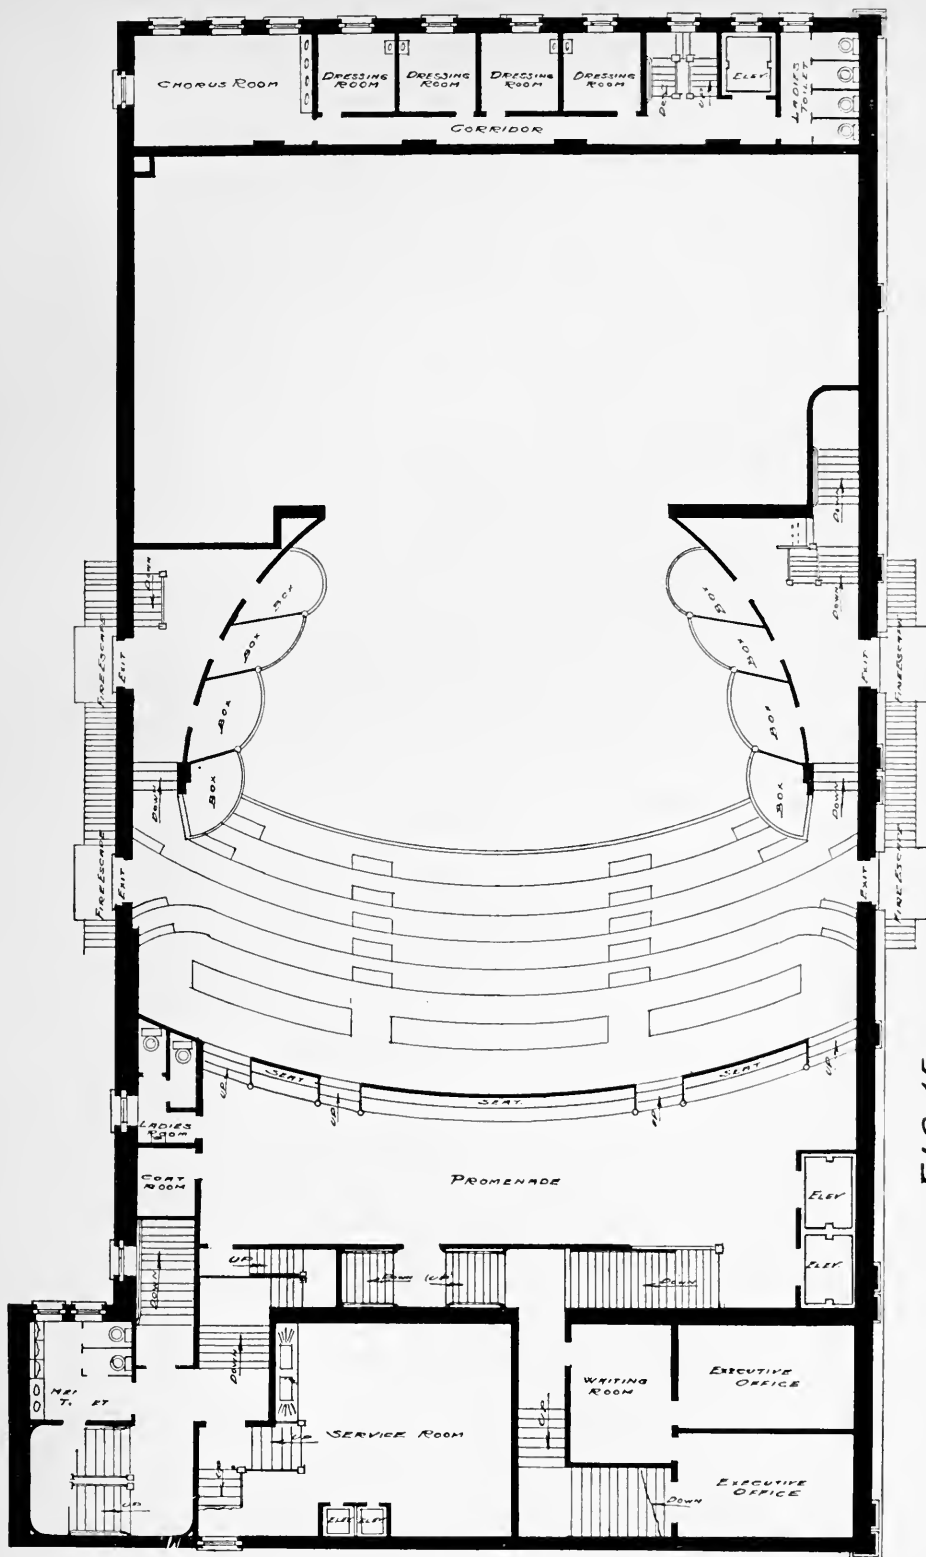 CHORUS ROOM
DRESSING
ROOM
DRESSING
ROOM
DRESSING
ROOM
DRESSING
ROOM
UP
ELEV
LADIES
TOILET
CORRIDOR
DOWN
DOWN
DOWN
BOX
BOX
BOX
BOX
BOX
BOX
BOX
BOX
FIRE ESCAPE
EXIT
EXIT
FIRE ESCAPE
DOWN
DOWN
FIRE ESCAPE
EXIT
EXIT
FIRE ESCAPE
UP
SEAT
UP
SEAT
UP
SEAT
UP
LADIES
ROOM
COAT
ROOM
PROMENADE
ELEV
ELEV
DOWN
UP
DOWN (UP)
DOWN
DOWN
MEN
WRITING
ROOM
EXECUTIVE
OFFICE
UP
UP
UP
SERVICE ROOM
UP
ELEV
ELEV
DOWN
EXECUTIVE
OFFICE